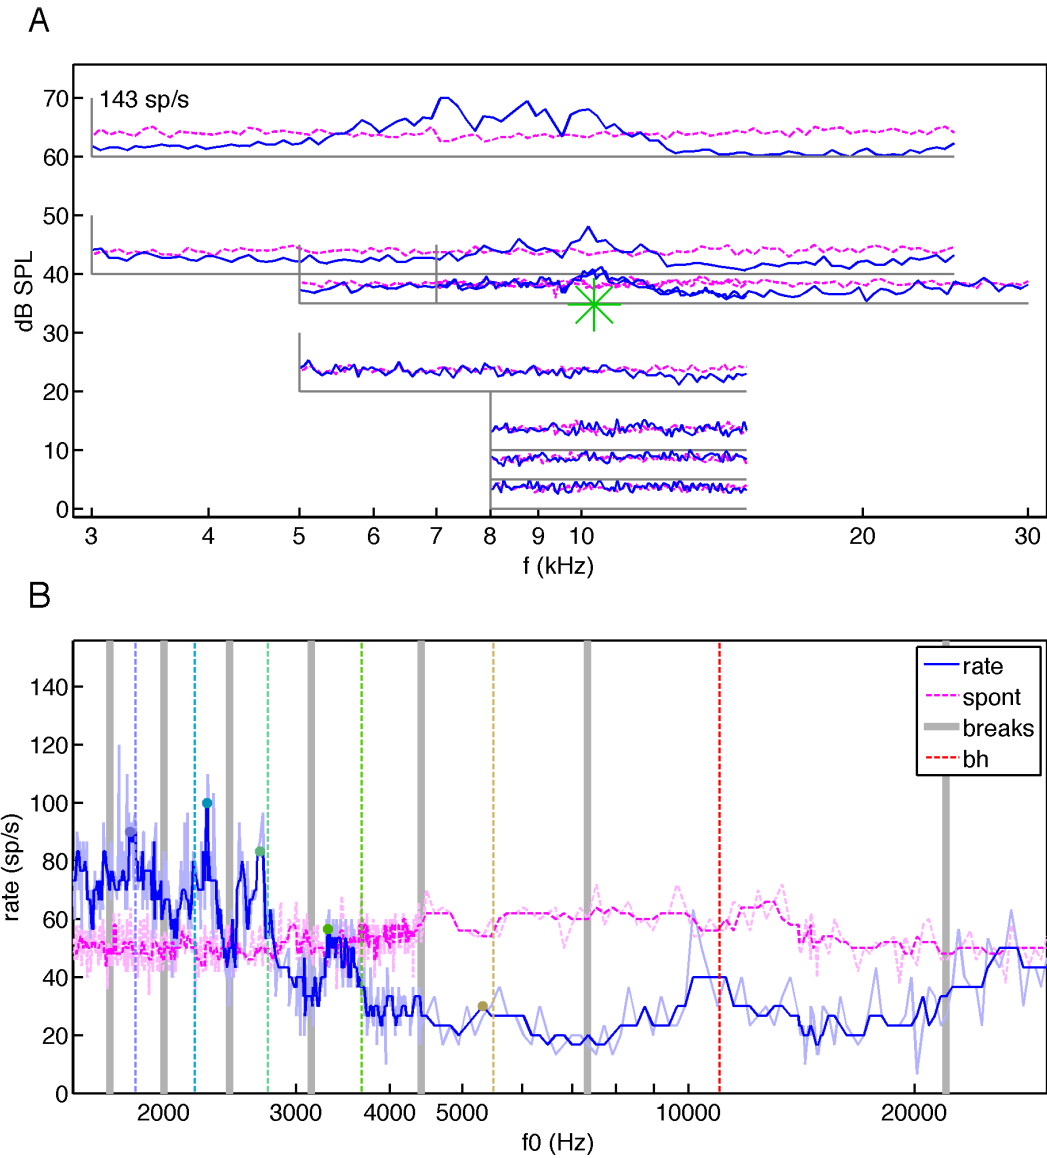 A
143 sp/s
70
60
50
40
30
20
10
0
dB SPL
3 4 5 6 7 8 9 10 20 30
f (kHz)
B
140
120
100
80
60
40
20
0
rate (sp/s)
rate
spont
breaks
bh
2000 3000 4000 5000 10000 20000
f0 (Hz)